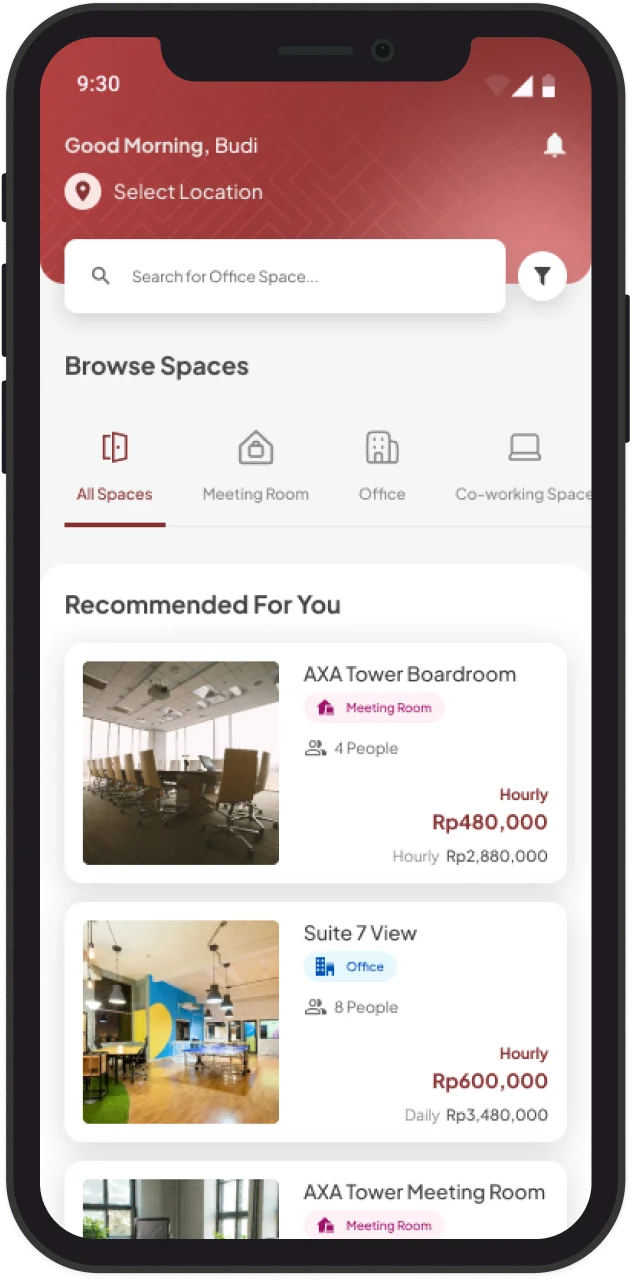 9:30
Good Morning, Budi
Select Location
Search for Office Space...
Browse Spaces
All Spaces
Meeting Room
Office
Co-working Space
Recommended For You
AXA Tower Boardroom
Meeting Room
4 People
Hourly
Rp480,000
Hourly Rp2,880,000
Suite 7 View
Office
8 People
Hourly
Rp600,000
Daily Rp3,480,000
AXA Tower Meeting Room
Meeting Room